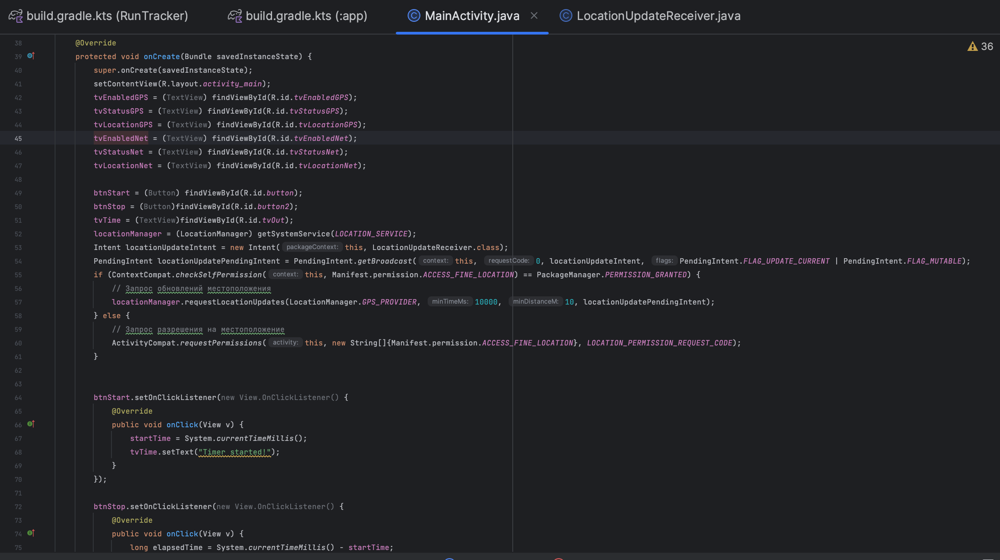 build.gradle.kts (RunTracker) build.gradle.kts (:app) MainActivity.java LocationUpdateReceiver.java
36
38 @Override
39 protected void onCreate(Bundle savedInstanceState) {
40 super.onCreate(savedInstanceState);
41 setContentView(R.layout.activity_main);
42 tvEnabledGPS = (TextView) findViewById(R.id.tvEnabledGPS);
43 tvStatusGPS = (TextView) findViewById(R.id.tvStatusGPS);
44 tvLocationGPS = (TextView) findViewById(R.id.tvLocationGPS);
45 tvEnabledNet = (TextView) findViewById(R.id.tvEnabledNet);
46 tvStatusNet = (TextView) findViewById(R.id.tvStatusNet);
47 tvLocationNet = (TextView) findViewById(R.id.tvLocationNet);
48
49 btnStart = (Button) findViewById(R.id.button);
50 btnStop = (Button)findViewById(R.id.button2);
51 tvTime = (TextView)findViewById(R.id.tvOut);
52 locationManager = (LocationManager) getSystemService(LOCATION_SERVICE);
53 Intent locationUpdateIntent = new Intent( packageContext: this, LocationUpdateReceiver.class);
54 PendingIntent locationUpdatePendingIntent = PendingIntent.getBroadcast( context: this, requestCode: 0, locationUpdateIntent, flags: PendingIntent.FLAG_UPDATE_CURRENT | PendingIntent.FLAG_MUTABLE);
55 if (ContextCompat.checkSelfPermission( context: this, Manifest.permission.ACCESS_FINE_LOCATION) == PackageManager.PERMISSION_GRANTED) {
56 // Запрос обновлений местоположения
57 locationManager.requestLocationUpdates(LocationManager.GPS_PROVIDER, minTimeMs: 10000, minDistanceM: 10, locationUpdatePendingIntent);
58 } else {
59 // Запрос разрешения на местоположение
60 ActivityCompat.requestPermissions( activity: this, new String[]{Manifest.permission.ACCESS_FINE_LOCATION}, LOCATION_PERMISSION_REQUEST_CODE);
61 }
62
63
64 btnStart.setOnClickListener(new View.OnClickListener() {
65 @Override
66 public void onClick(View v) {
67 startTime = System.currentTimeMillis();
68 tvTime.setText("Timer started!");
69 }
70 });
71
72 btnStop.setOnClickListener(new View.OnClickListener() {
73 @Override
74 public void onClick(View v) {
75 long elapsedTime = System.currentTimeMillis() - startTime;